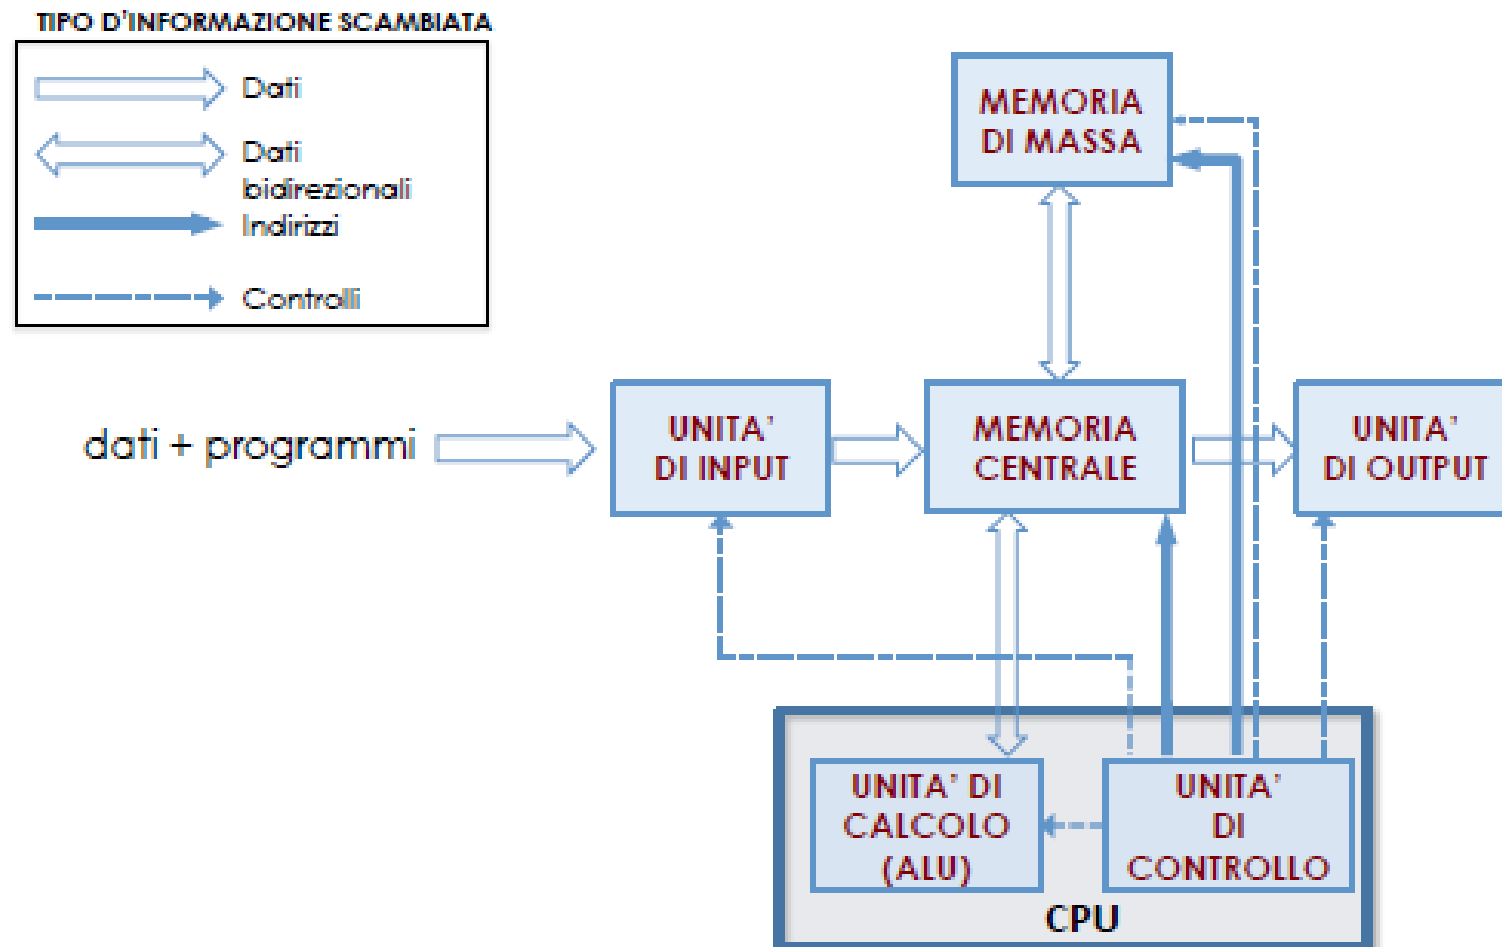 TIPO D'INFORMAZIONE SCAMBIATA
Dati
Dati
bidirezionali
Indirizzi
Controlli
MEMORIA
DI MASSA
dati + programmi
UNITA'
DI INPUT
MEMORIA
CENTRALE
UNITA'
DI OUTPUT
UNITA' DI
CALCOLO
(ALU)
UNITA'
DI
CONTROLLO
CPU